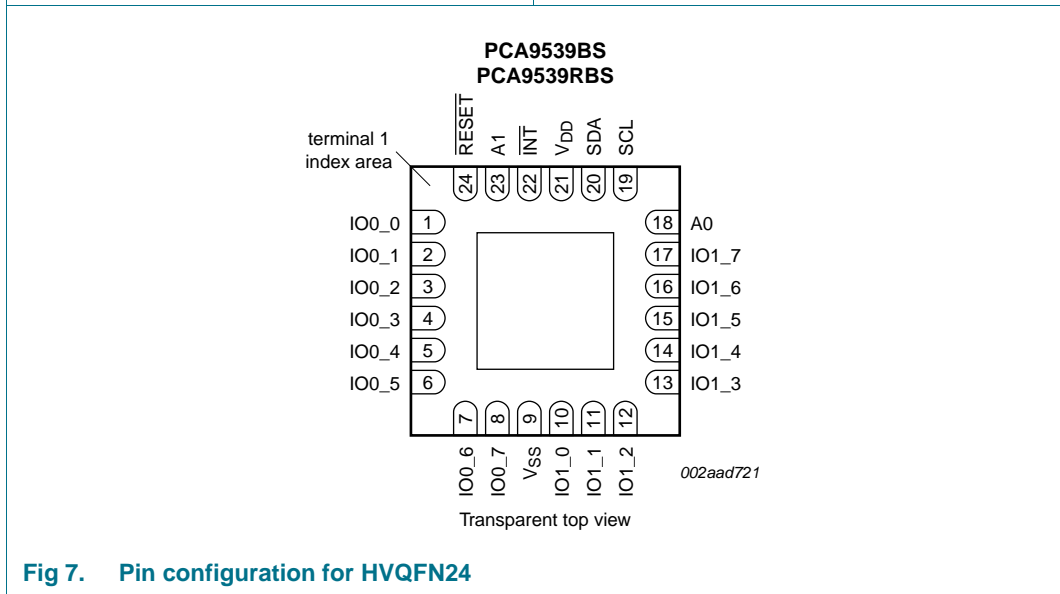 PCA9539BS
PCA9539RBS
terminal 1
index area
RESET
A1
INT
VDD
SDA
SCL
24
23
22
21
20
19
IO0_0 1
IO0_1 2
IO0_2 3
IO0_3 4
IO0_4 5
IO0_5 6
18 A0
17 IO1_7
16 IO1_6
15 IO1_5
14 IO1_4
13 IO1_3
7
8
9
10
11
12
IO0_6
IO0_7
VSS
IO1_0
IO1_1
IO1_2
002aad721
Transparent top view
Fig 7. Pin configuration for HVQFN24